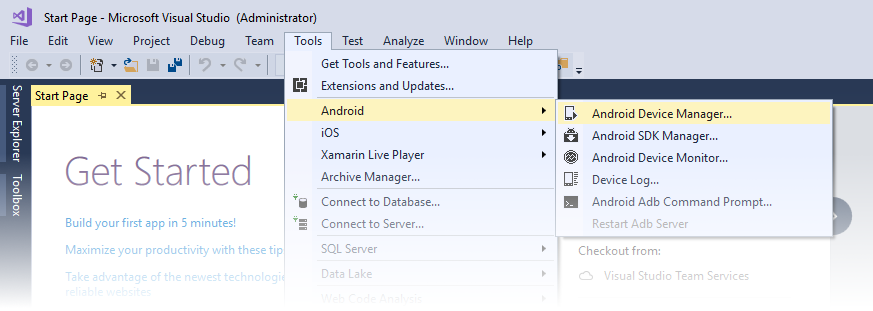 Start Page - Microsoft Visual Studio (Administrator)
File Edit View Project Debug Team Tools Test Analyze Window Help
Server Explorer
Toolbox
Start Page
Get Started
Build your first app in 5 minutes!
Maximize your productivity with these tip
Take advantage of the newest technologie
reliable websites
Get Tools and Features...
Extensions and Updates...
Android
iOS
Xamarin Live Player
Archive Manager...
Connect to Database...
Connect to Server...
SQL Server
Data Lake
Web Code Analysis
Android Device Manager...
Android SDK Manager...
Android Device Monitor...
Device Log...
Android Adb Command Prompt...
Restart Adb Server
Checkout from:
Visual Studio Team Services